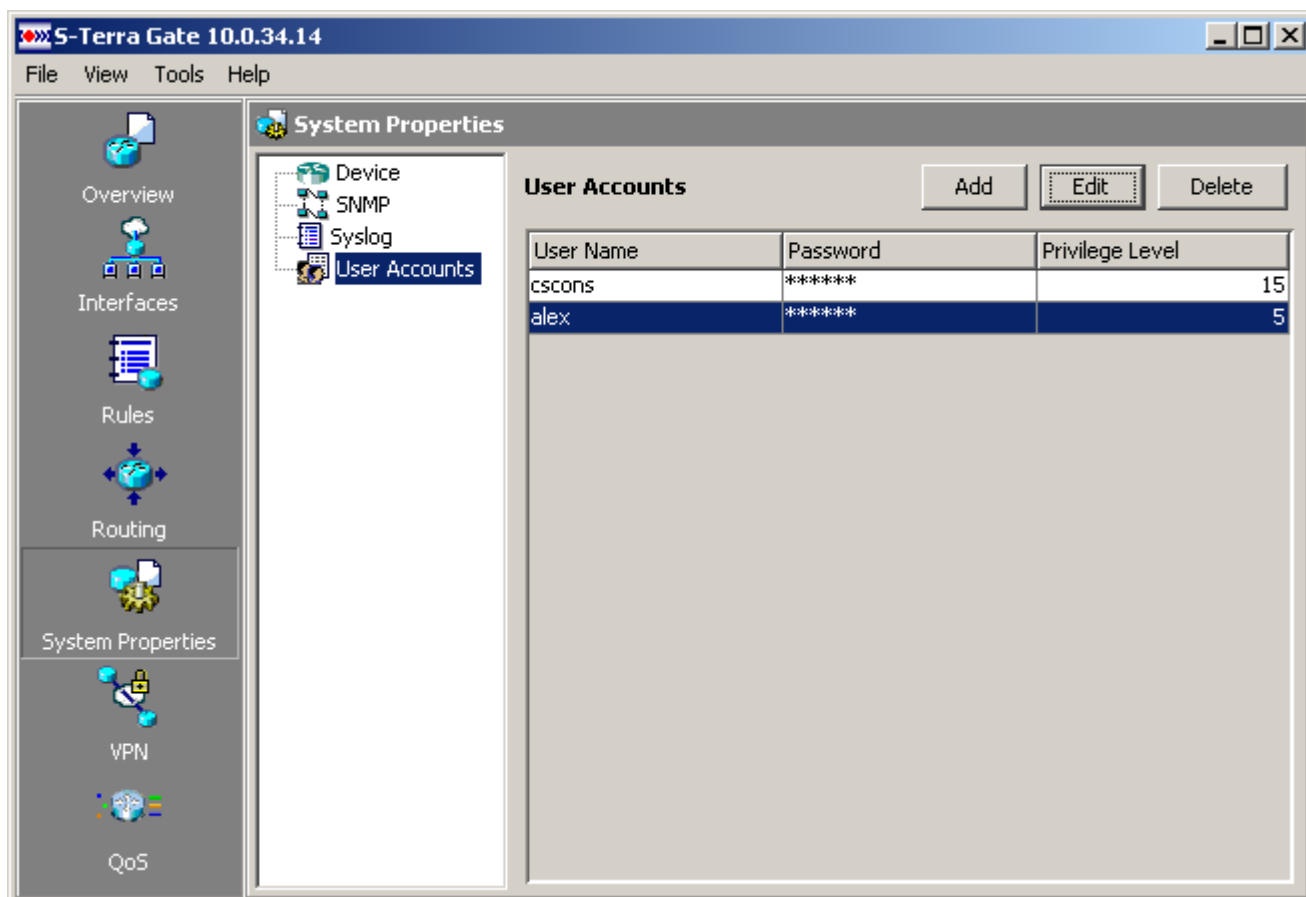 S-Terra Gate 10.0.34.14
File View Tools Help
Overview
Interfaces
Rules
Routing
System Properties
VPN
QoS
System Properties
Device
SNMP
Syslog
User Accounts
User Accounts
Add Edit Delete
User Name Password Privilege Level
cscons ****** 15
alex ****** 5